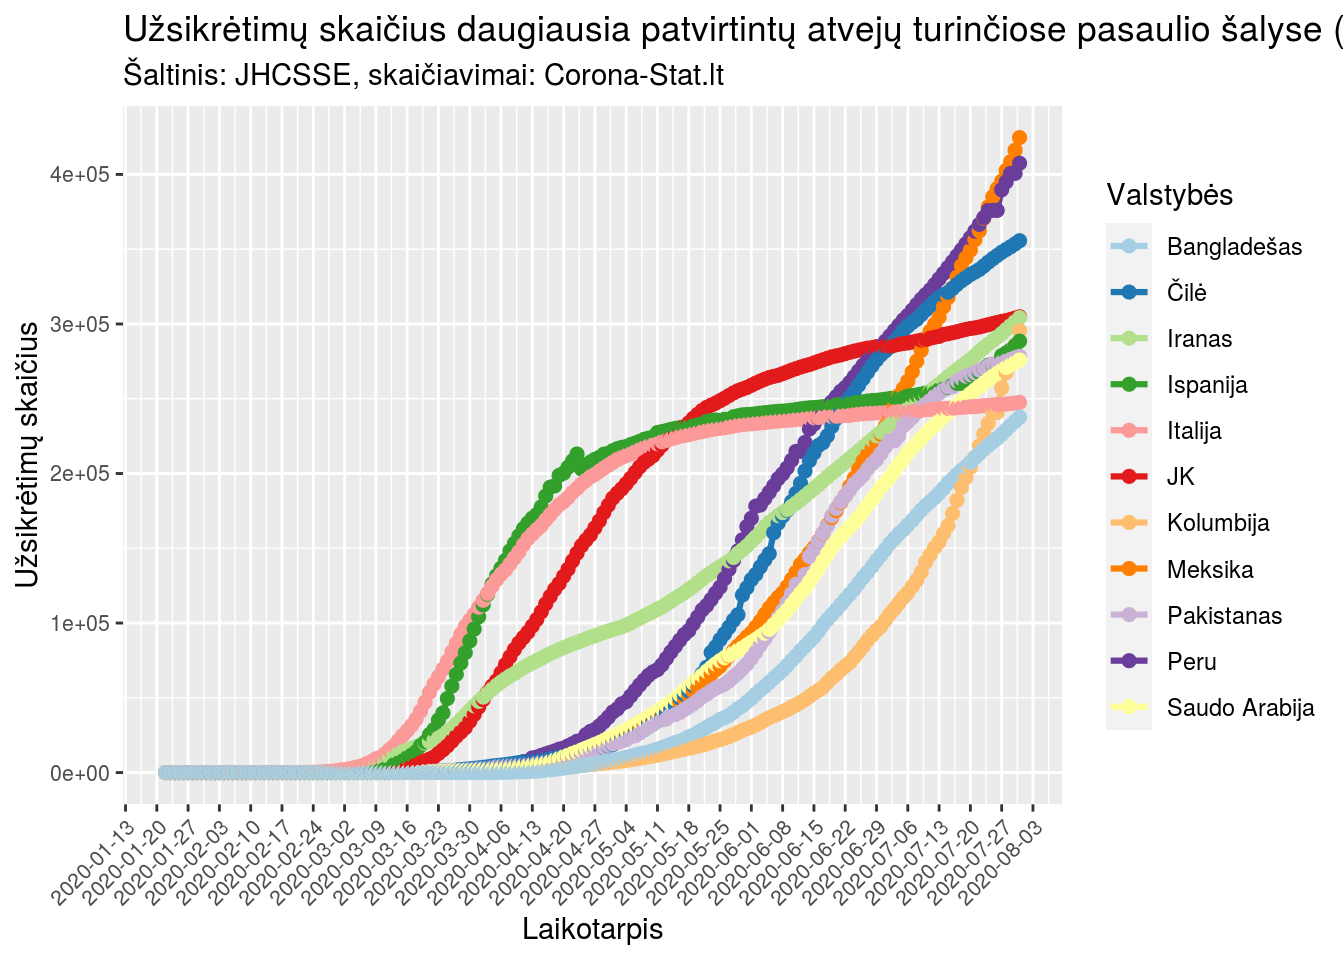 Užsikrėtimų skaičius daugiausia patvirtintų atvejų turinčiose pasaulio šalyse (
Šaltinis: JHCSSE, skaičiavimai: Corona-Stat.lt
Užsikrėtimų skaičius
4e+05
3e+05
2e+05
1e+05
0e+00
2020-01-13
2020-01-20
2020-01-27
2020-02-03
2020-02-10
2020-02-17
2020-02-24
2020-03-02
2020-03-09
2020-03-16
2020-03-23
2020-03-30
2020-04-06
2020-04-13
2020-04-20
2020-04-27
2020-05-04
2020-05-11
2020-05-18
2020-05-25
2020-06-01
2020-06-08
2020-06-15
2020-06-22
2020-06-29
2020-07-06
2020-07-13
2020-07-20
2020-07-27
2020-08-03
Laikotarpis
Valstybės
Bangladešas
Čilė
Iranas
Ispanija
Italija
JK
Kolumbija
Meksika
Pakistanas
Peru
Saudo Arabija